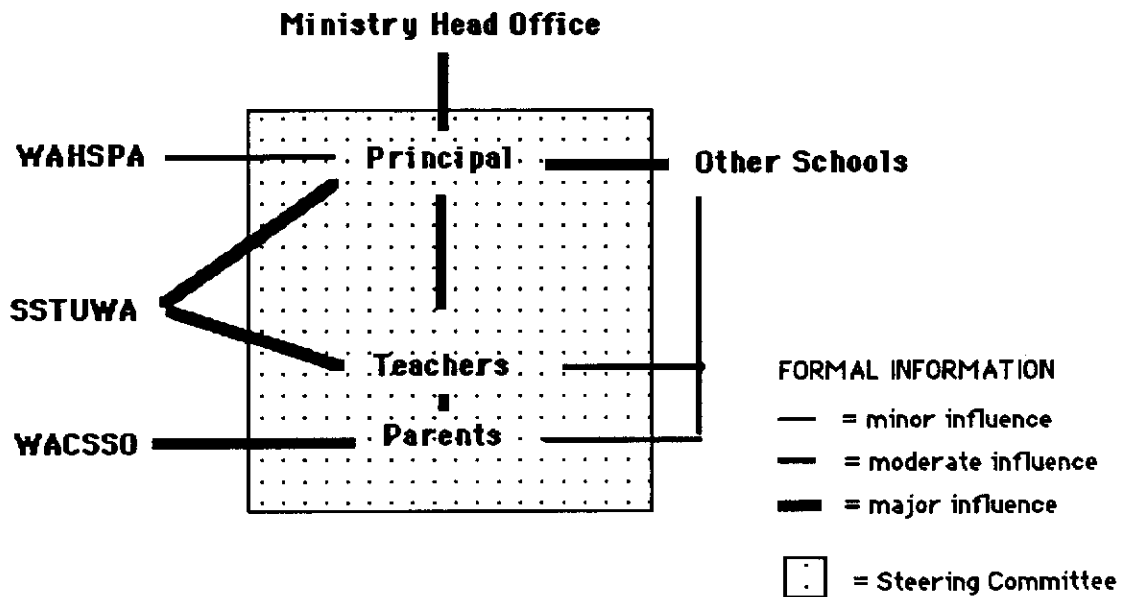 Ministry Head Office
WAHSPA
Principal
Other Schools
SSTUWA
Teachers
WACSSO
Parents
FORMAL INFORMATION
= minor influence
= moderate influence
= major influence
= Steering Committee